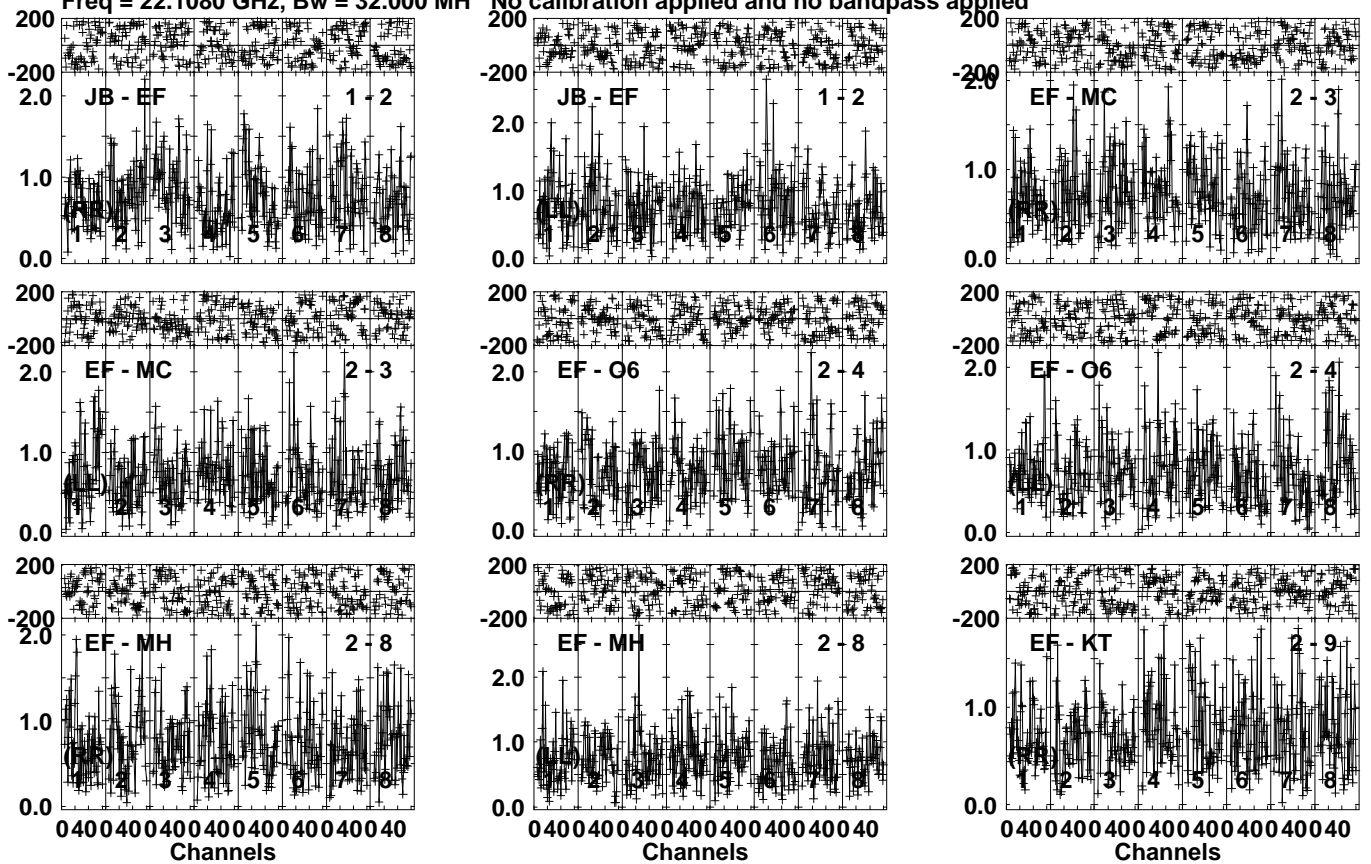 Freq = 22.1080 GHz, Bw = 32.000 MH No calibration applied and no bandpass applied
200 200 200
-200 -200 -200
2.0 JB - EF 1 - 2 2.0 JB - EF 1 - 2 2.0 EF - MC 2 - 3
1.0 1.0 1.0
(RR) (LL) (RR)
1 2 3 4 5 6 7 8 1 2 3 4 5 6 7 8 1 2 3 4 5 6 7 8
0.0 0.0 0.0
200 200 200
-200 -200 -200
2.0 EF - MC 2 - 3 2.0 EF - O6 2 - 4 2.0 EF - O6 2 - 4
1.0 1.0 1.0
(LL) (RR) (LL)
1 2 3 4 5 6 7 8 1 2 3 4 5 6 7 8 1 2 3 4 5 6 7 8
0.0 0.0 0.0
200 200 200
-200 -200 -200
2.0 EF - MH 2 - 8 2.0 EF - MH 2 - 8 2.0 EF - KT 2 - 9
1.0 1.0 1.0
(RR) (LL) (RR)
1 2 3 4 5 6 7 8 1 2 3 4 5 6 7 8 1 2 3 4 5 6 7 8
0.0 0.0 0.0
0 40 0 40 0 40 0 40 0 40 0 40 0 40 0 40 0 40 0 40 0 40 0 40 0 40 0 40 0 40 0 40 0 40 0 40 0 40 0 40 0 40 0 40 0 40 0 40
Channels Channels Channels